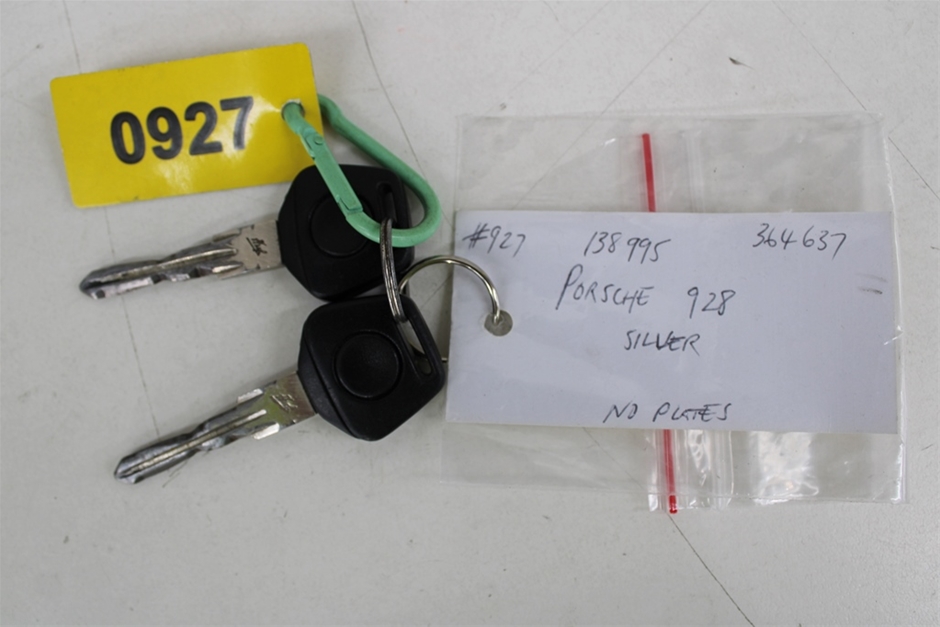 0927
#927 138995 364637
PORSCHE 928
SILVER
NO PLATES